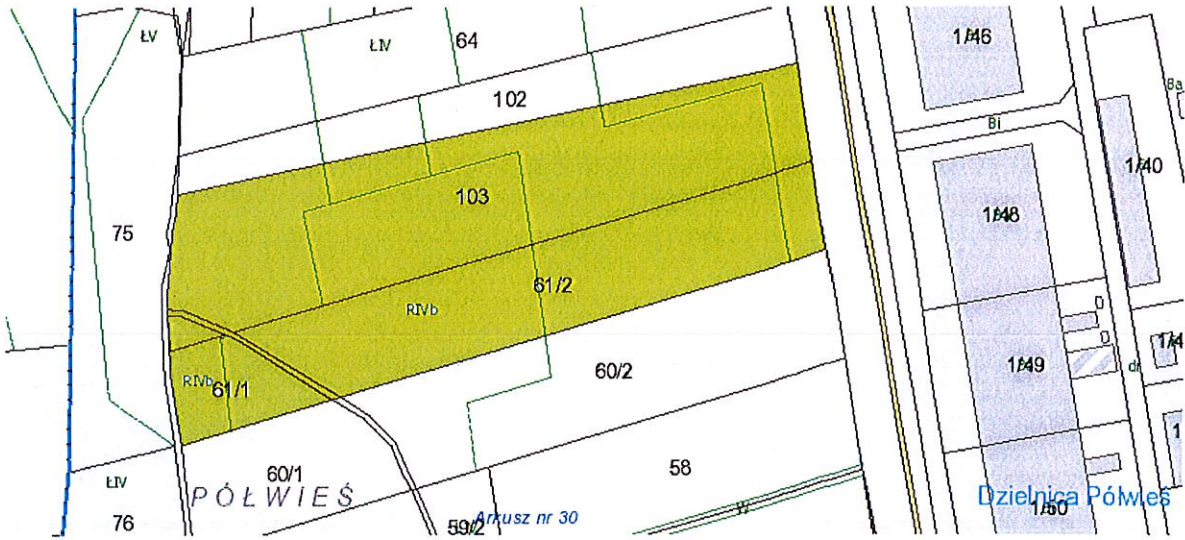 ŁV
ŁIV
64
1/46
Ba
102
Bi
1/40
103
75
1/48
61/2
RIVb
0
0
RIVb
61/1
60/2
1/49
dr
60/1
58
ŁIV
PÓŁWIEŚ
Dzielnica Półwieś
76
59/2
Arkusz nr 30
W
1/50